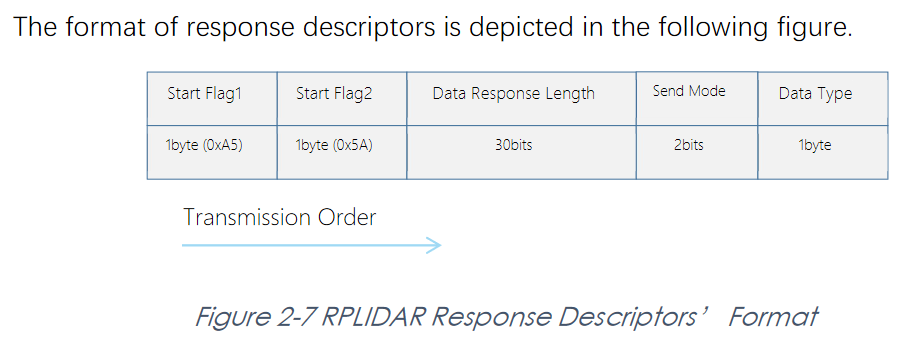 The format of response descriptors is depicted in the following figure.
Start Flag1 Start Flag2 Data Response Length Send Mode Data Type
1byte (0xA5) 1byte (0x5A) 30bits 2bits 1byte
Transmission Order
Figure 2-7 RPLIDAR Response Descriptors’ Format